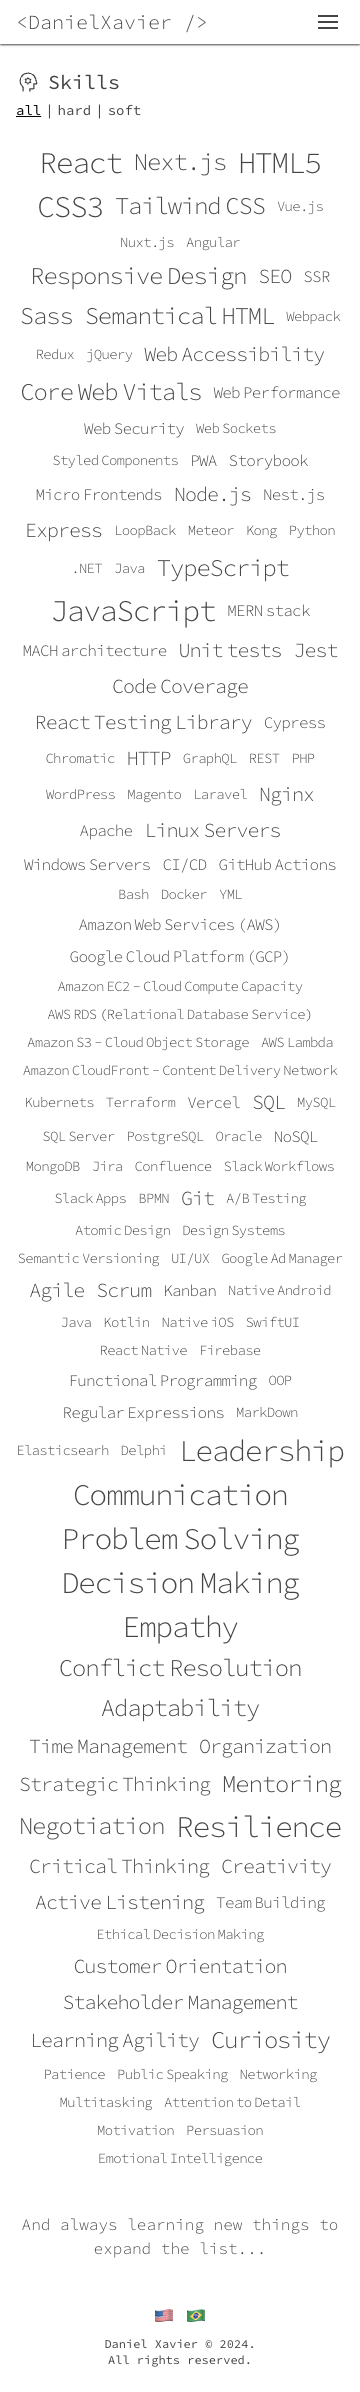 <DanielXavier />
Skills
all | hard | soft
React Next.js HTML5
CSS3 Tailwind CSS Vue.js
Nuxt.js Angular
Responsive Design SEO SSR
Sass Semantical HTML Webpack
Redux jQuery Web Accessibility
Core Web Vitals Web Performance
Web Security Web Sockets
Styled Components PWA Storybook
Micro Frontends Node.js Nest.js
Express LoopBack Meteor Kong Python
.NET Java TypeScript
JavaScript MERN stack
MACH architecture Unit tests Jest
Code Coverage
React Testing Library Cypress
Chromatic HTTP GraphQL REST PHP
WordPress Magento Laravel Nginx
Apache Linux Servers
Windows Servers CI/CD GitHub Actions
Bash Docker YML
Amazon Web Services (AWS)
Google Cloud Platform (GCP)
Amazon EC2 - Cloud Compute Capacity
AWS RDS (Relational Database Service)
Amazon S3 - Cloud Object Storage AWS Lambda
Amazon CloudFront - Content Delivery Network
Kubernets Terraform Vercel SQL MySQL
SQL Server PostgreSQL Oracle NoSQL
MongoDB Jira Confluence Slack Workflows
Slack Apps BPMN Git A/B Testing
Atomic Design Design Systems
Semantic Versioning UI/UX Google Ad Manager
Agile Scrum Kanban Native Android
Java Kotlin Native iOS SwiftUI
React Native Firebase
Functional Programming OOP
Regular Expressions MarkDown
Elasticsearh Delphi Leadership
Communication
Problem Solving
Decision Making
Empathy
Conflict Resolution
Adaptability
Time Management Organization
Strategic Thinking Mentoring
Negotiation Resilience
Critical Thinking Creativity
Active Listening Team Building
Ethical Decision Making
Customer Orientation
Stakeholder Management
Learning Agility Curiosity
Patience Public Speaking Networking
Multitasking Attention to Detail
Motivation Persuasion
Emotional Intelligence
And always learning new things to
expand the list...
Daniel Xavier © 2024.
All rights reserved.